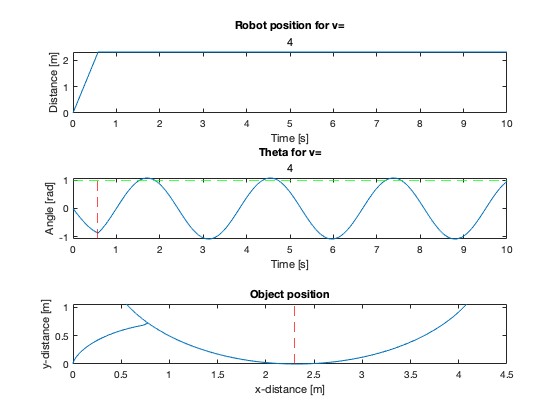 Robot position for v=
4
Distance [m]
2
1
0
0 1 2 3 4 5 6 7 8 9 10
Time [s]
Theta for v=
4
Angle [rad]
1
0
-1
0 1 2 3 4 5 6 7 8 9 10
Time [s]
Object position
y-distance [m]
1
0.5
0
0 0.5 1 1.5 2 2.5 3 3.5 4 4.5
x-distance [m]